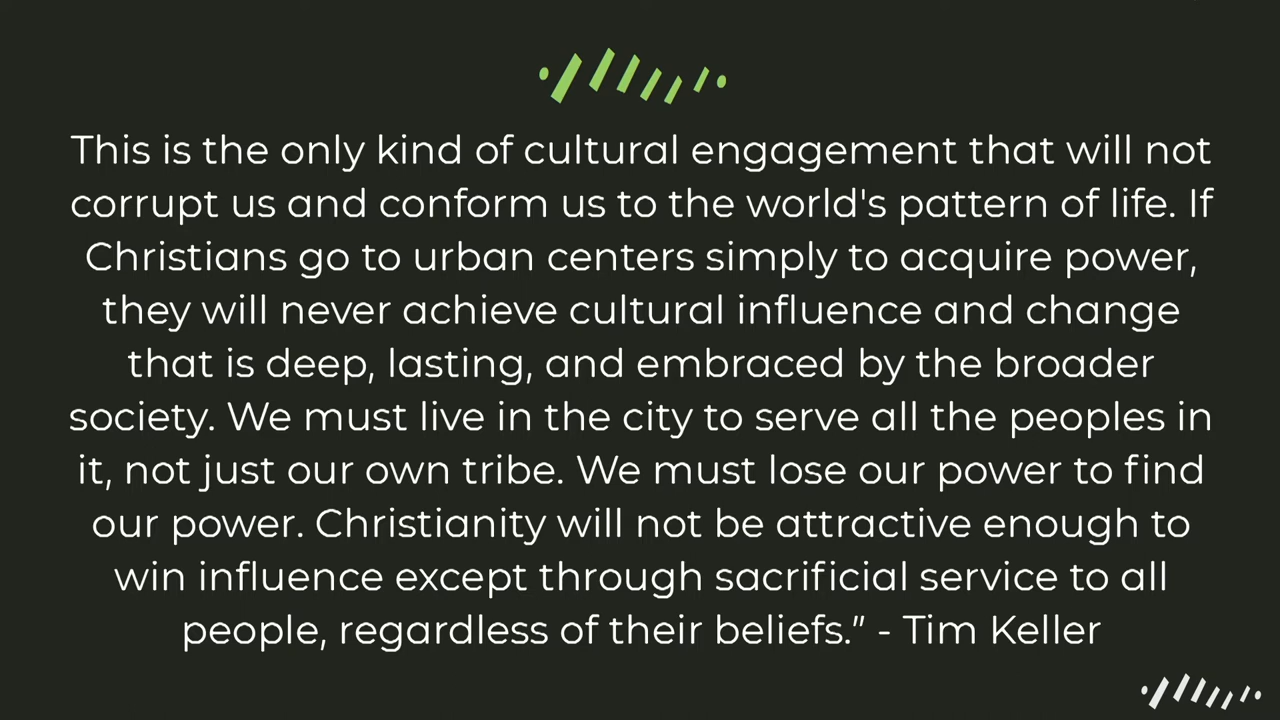 This is the only kind of cultural engagement that will not
corrupt us and conform us to the world's pattern of life. If
Christians go to urban centers simply to acquire power,
they will never achieve cultural influence and change
that is deep, lasting, and embraced by the broader
society. We must live in the city to serve all the peoples in
it, not just our own tribe. We must lose our power to find
our power. Christianity will not be attractive enough to
win influence except through sacrificial service to all
people, regardless of their beliefs.” - Tim Keller